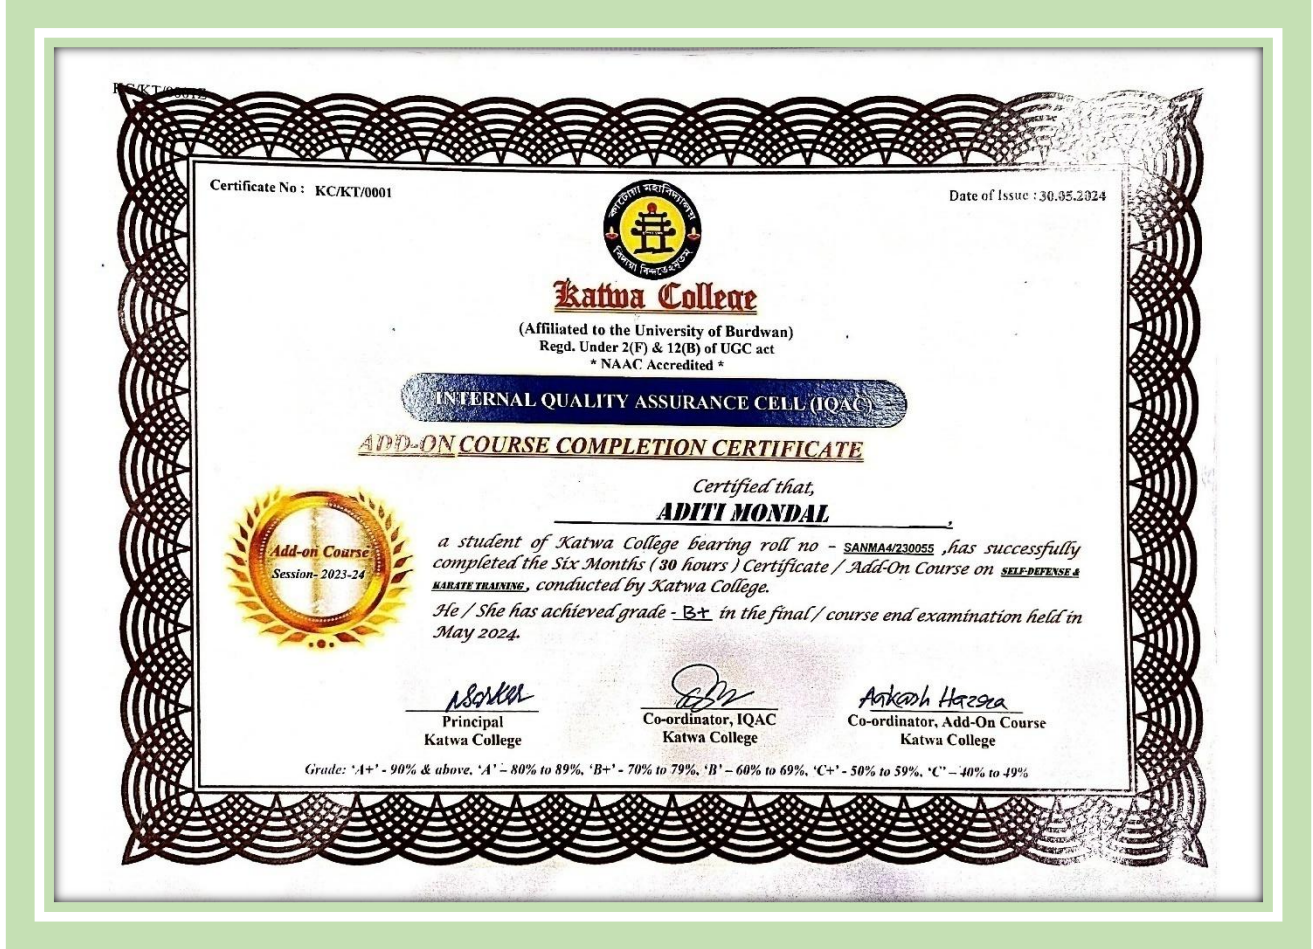 Certificate No : KC/KT/0001
Date of Issue : 30.05.2024
কাটোয়া মহাবিদ্যালয়
Katwa College
(Affiliated to the University of Burdwan)
Regd. Under 2(F) & 12(B) of UGC act
* NAAC Accredited *
INTERNAL QUALITY ASSURANCE CELL (IQAC)
ADD-ON COURSE COMPLETION CERTIFICATE
Certified that,
ADITI MONDAL ,
Add-on Course
Session- 2023-24
a student of Katwa College bearing roll no - SANMA4/230055 ,has successfully
completed the Six Months ( 30 hours ) Certificate / Add-On Course on SELF-DEFENSE &
KARATE TRAINING , conducted by Katwa College.
He / She has achieved grade - B+ in the final / course end examination held in
May 2024.
Aakash Hazra
Principal
Katwa College
Co-ordinator, IQAC
Katwa College
Co-ordinator, Add-On Course
Katwa College
Grade: 'A+' - 90% & above, 'A' – 80% to 89%, 'B+' - 70% to 79%, 'B' – 60% to 69%, 'C+' - 50% to 59%, 'C' – 40% to 49%